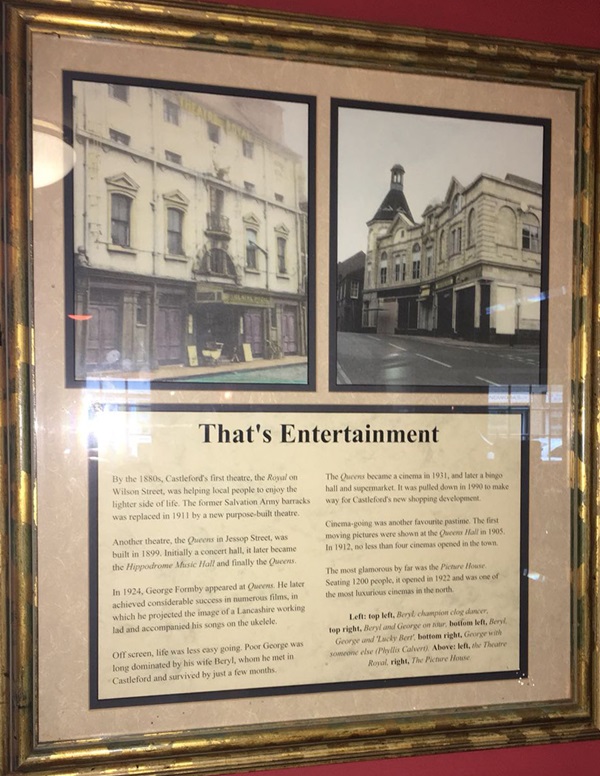 THEATRE ROYAL
That's Entertainment
By the 1880s, Castleford's first theatre, the Royal on
Wilson Street, was helping local people to enjoy the
lighter side of life. The former Salvation Army barracks
was replaced in 1911 by a new purpose-built theatre.
Another theatre, the Queens in Jessop Street, was
built in 1899. Initially a concert hall, it later became
the Hippodrome Music Hall and finally the Queens.
In 1924, George Formby appeared at Queens. He later
achieved considerable success in numerous films, in
which he projected the image of a Lancashire working
lad and accompanied his songs on the ukelele.
Off screen, life was less easy going. Poor George was
long dominated by his wife Beryl, whom he met in
Castleford and survived by just a few months.
The Queens became a cinema in 1931, and later a bingo
hall and supermarket. It was pulled down in 1990 to make
way for Castleford's new shopping development.
Cinema-going was another favourite pastime. The first
moving pictures were shown at the Queens Hall in 1905.
In 1912, no less than four cinemas opened in the town.
The most glamorous by far was the Picture House.
Seating 1200 people, it opened in 1922 and was one of
the most luxurious cinemas in the north.
Left: top left, Beryl, champion clog dancer,
top right, Beryl and George on tour, bottom left, Beryl,
George and 'Lucky Bert', bottom right, George with
someone else (Phyllis Calvert). Above: left, the Theatre
Royal, right, The Picture House